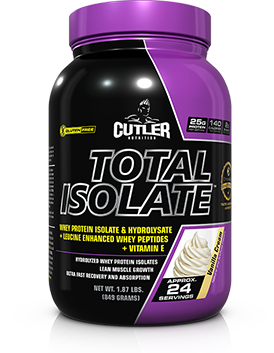 GLUTEN FREE
CUTLER
NUTRITION
25G
140
TOTAL
ISOLATE
WHEY PROTEIN ISOLATE & HYDROLYSATE
+ LEUCINE ENHANCED WHEY PEPTIDES
+ VITAMIN E
HYDROLYZED WHEY PROTEIN ISOLATES
LEAN MUSCLE GROWTH
ULTRA FAST RECOVERY AND ABSORPTION
NET WT. 1.87 LBS.
(849 GRAMS)
Vanilla Creme
APPROX.
24
SERVINGS